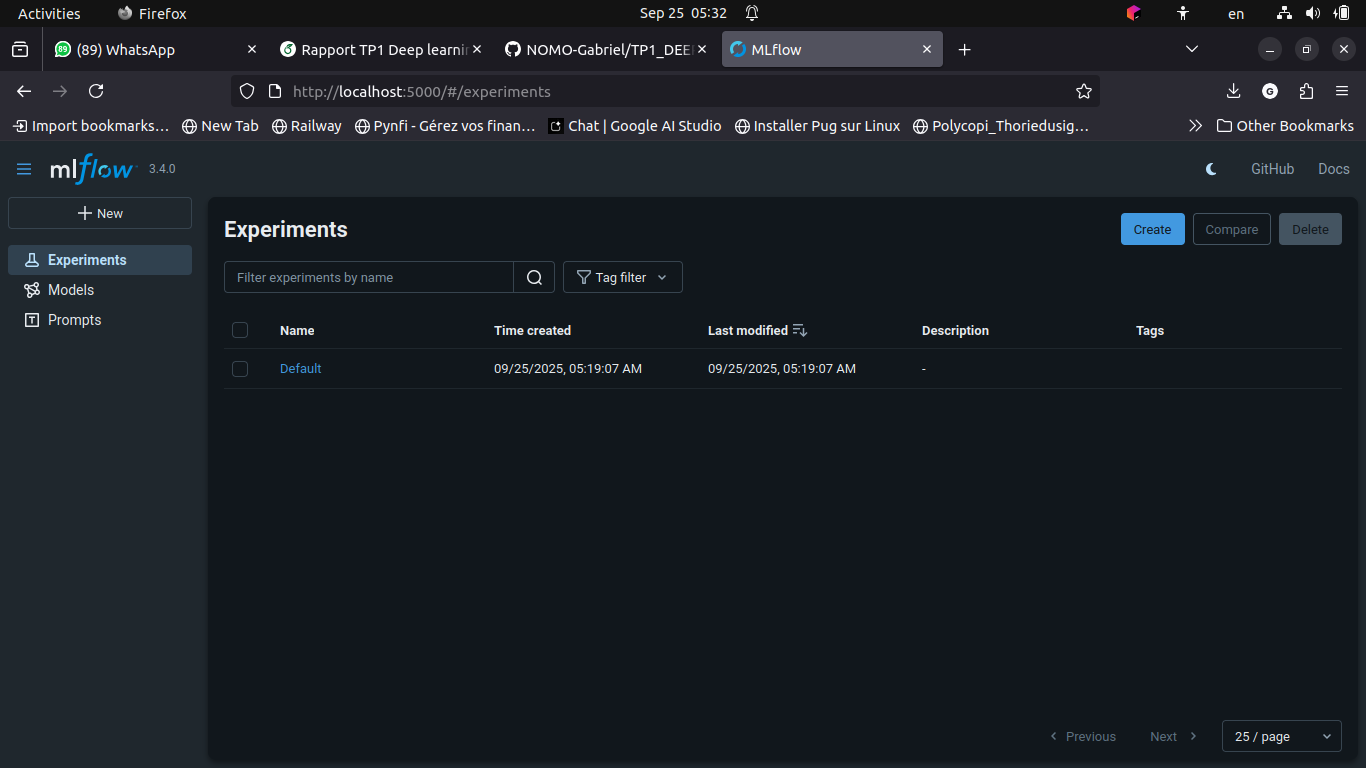 Activities Firefox Sep 25 05:32 en
(89) WhatsApp Rapport TP1 Deep learnin NOMO-Gabriel/TP1_DEE MLflow
http://localhost:5000/#/experiments G
Import bookmarks… New Tab Railway Pynfi - Gérez vos finan… Chat | Google AI Studio Installer Pug sur Linux Polycopi_Thoriedusig… Other Bookmarks
mlflow 3.4.0 GitHub Docs
New
Experiments
Models
Prompts
Experiments Create Compare Delete
Filter experiments by name Tag filter
Name Time created Last modified Description Tags
Default 09/25/2025, 05:19:07 AM 09/25/2025, 05:19:07 AM -
Previous Next 25 / page